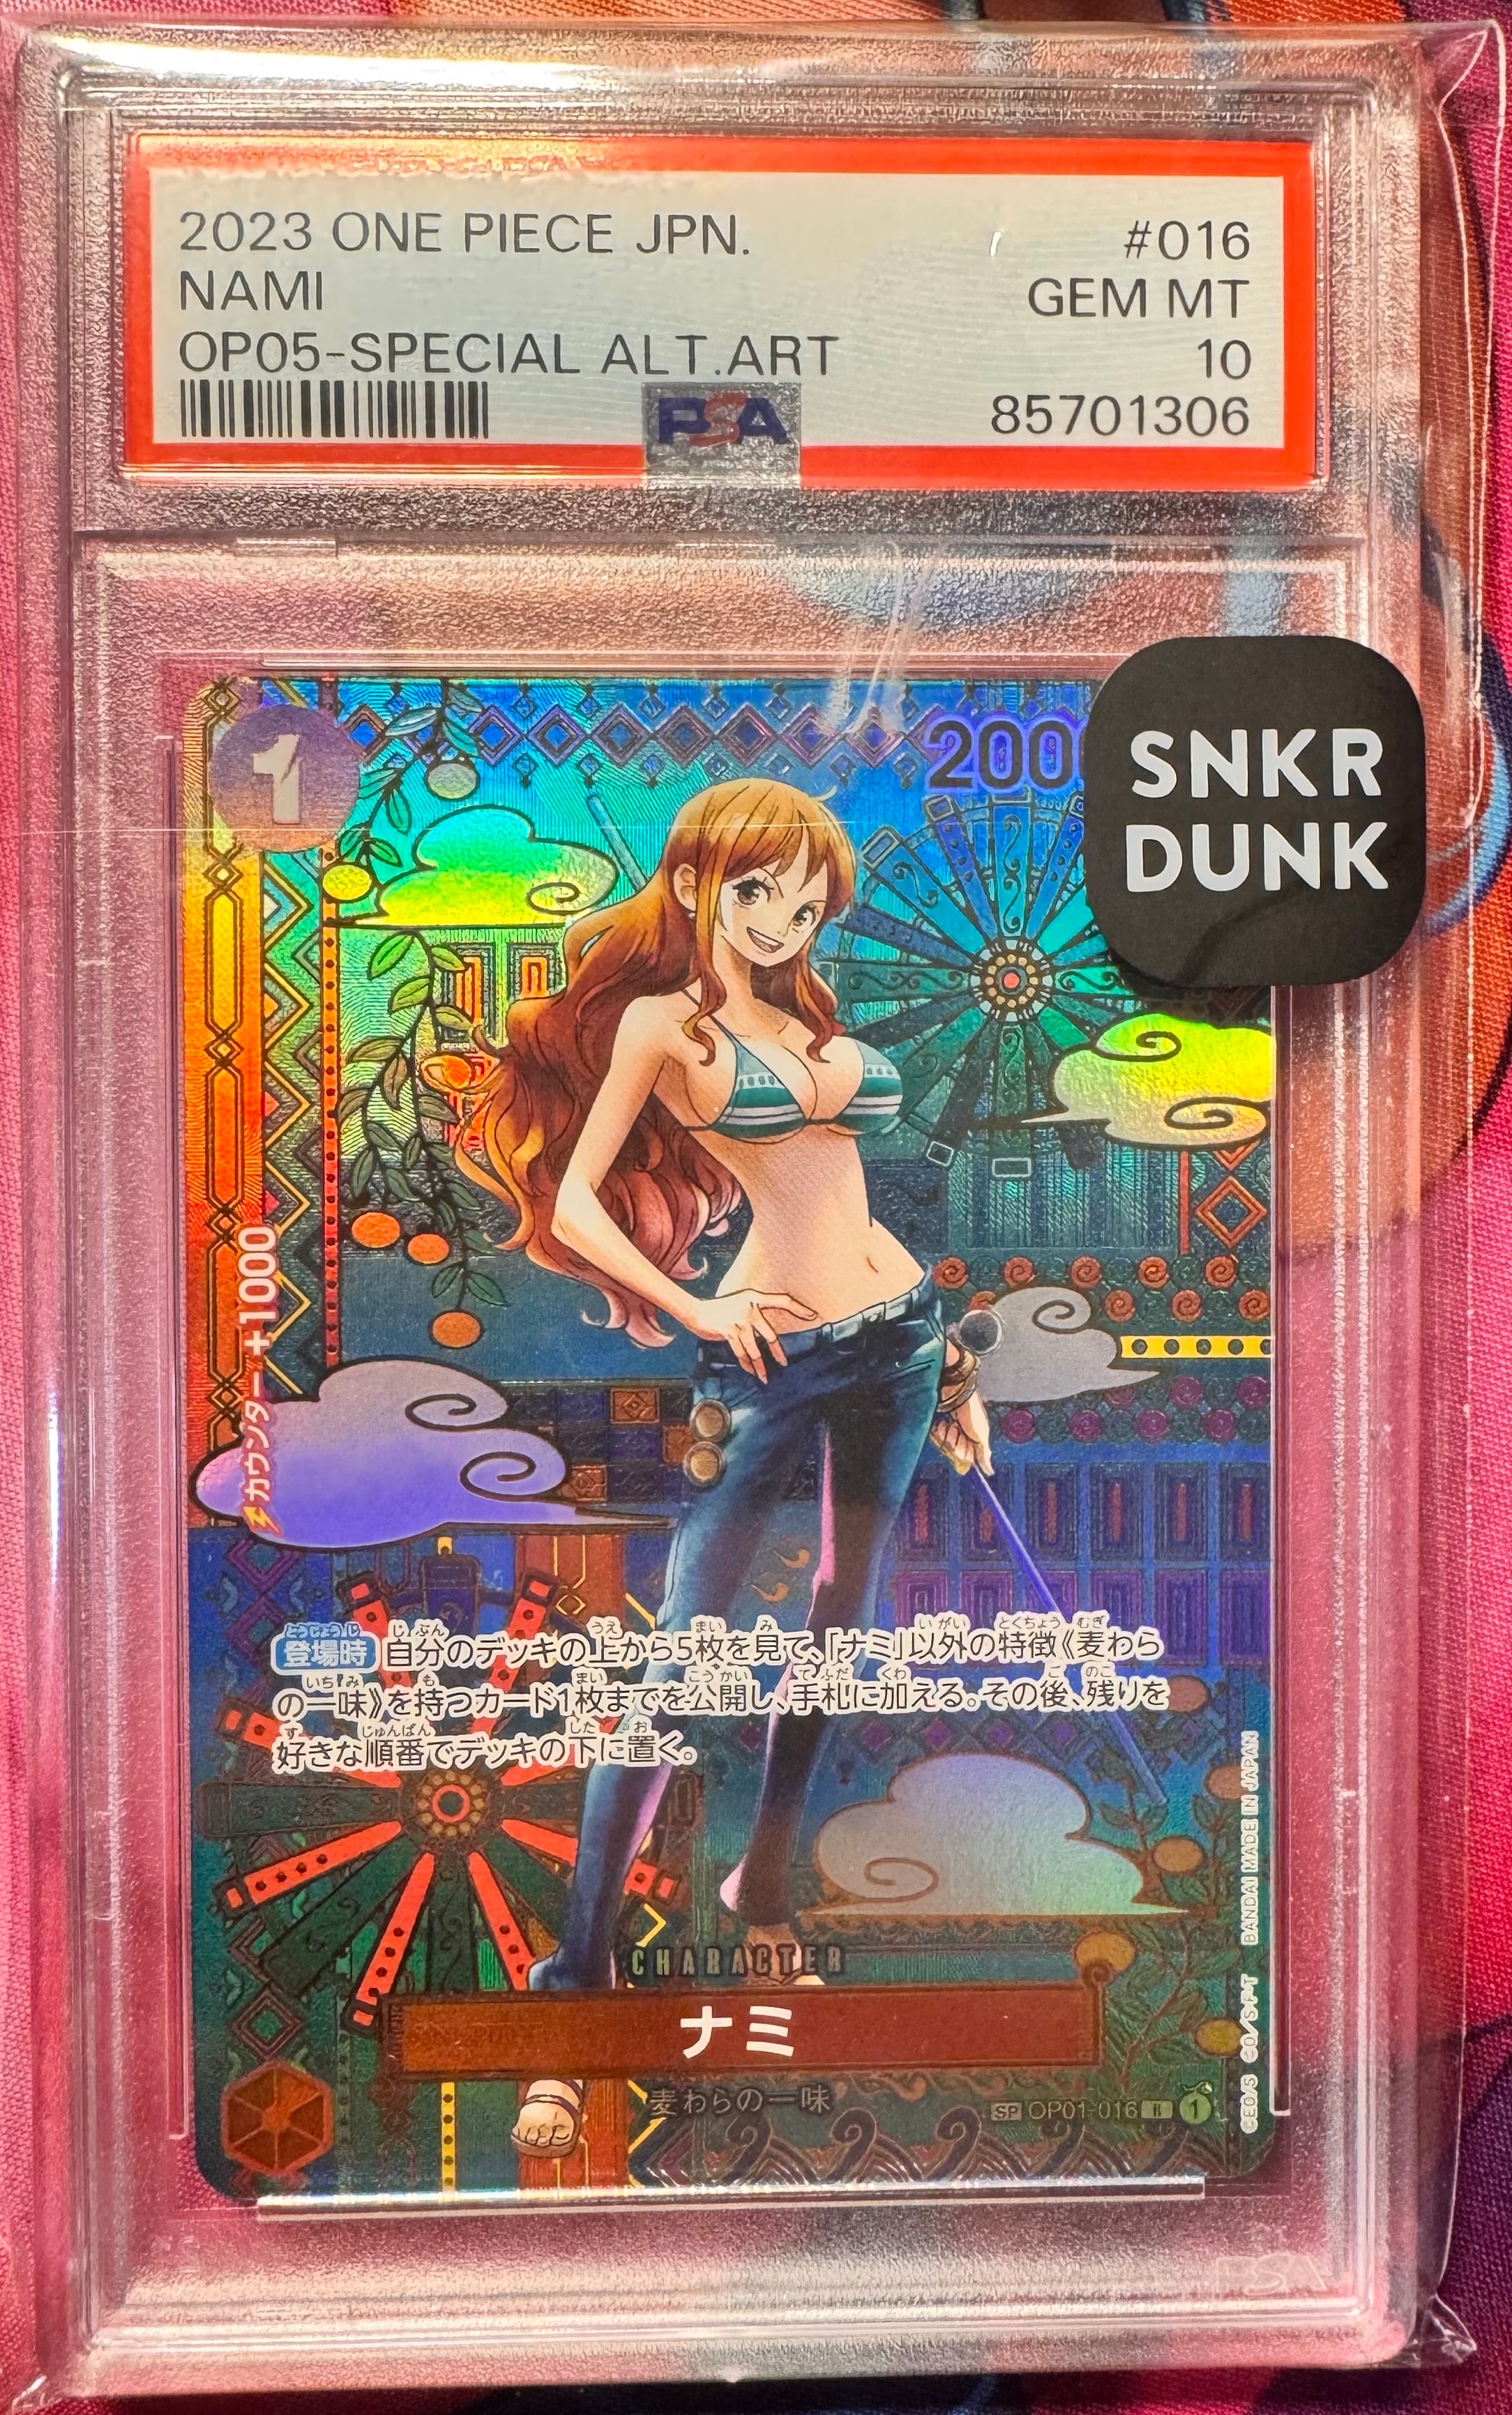 2023 ONE PIECE JPN. #016
NAMI GEM MT
OP05-SPECIAL ALT.ART 10
PSA 85701306
1
200
SNKR
DUNK
カウンター +1000
登場時 自分のデッキの上から5枚を見て、「ナミ」以外の特徴《麦わら
の一味》を持つカード1枚までを公開し、手札に加える。その後、残りを
好きな順番でデッキの下に置く。
CHARACTER
ナミ
麦わらの一味
SP OP01-016 R 1
©E.O/S ©O/S・F・T BANDAI MADE IN JAPAN
PSA